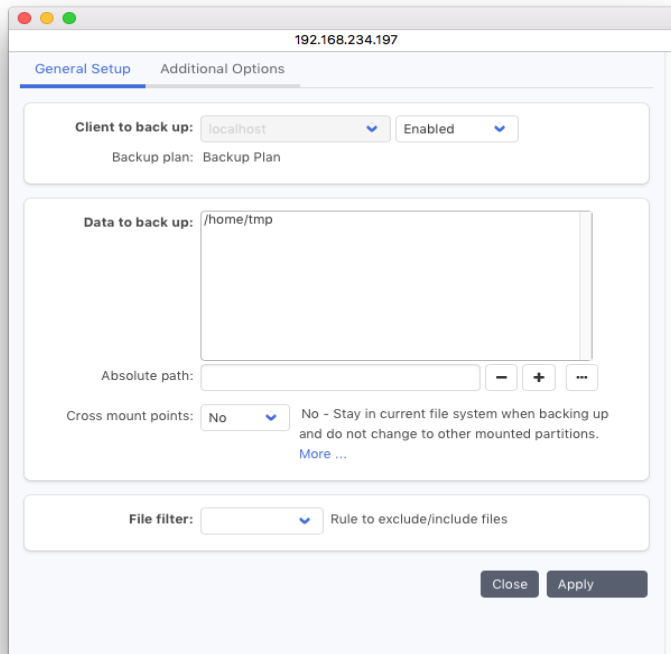 192.168.234.197
General Setup Additional Options
Client to back up: localhost Enabled
Backup plan: Backup Plan
Data to back up: /home/tmp
Absolute path:
Cross mount points: No No - Stay in current file system when backing up
and do not change to other mounted partitions.
More ...
File filter: Rule to exclude/include files
Close Apply